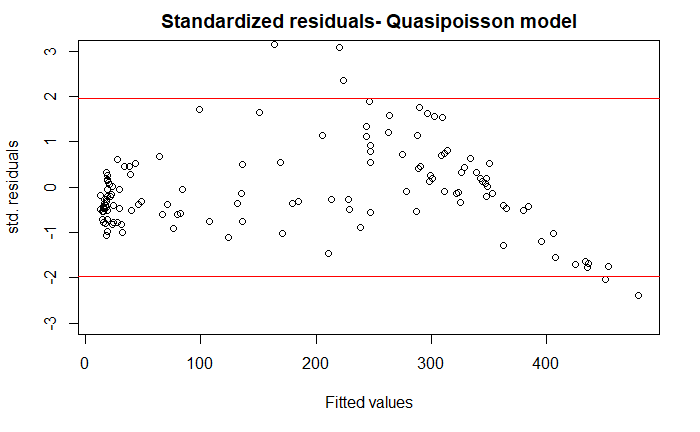 Standardized residuals- Quasipoisson model
std. residuals
3
2
1
0
-1
-2
-3
0 100 200 300 400
Fitted values